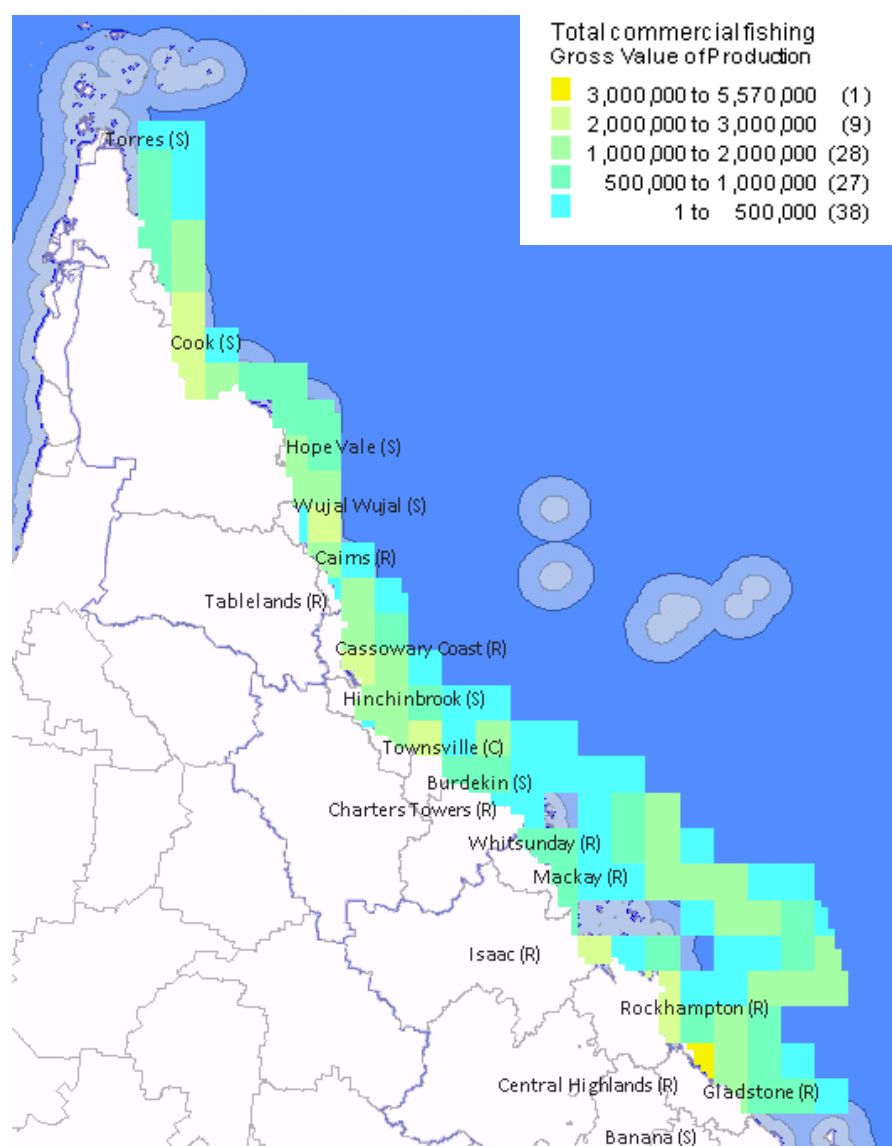 Total commercial fishing
Gross Value of Production
3,000,000 to 5,570,000 (1)
2,000,000 to 3,000,000 (9)
1,000,000 to 2,000,000 (28)
500,000 to 1,000,000 (27)
1 to 500,000 (38)
Torres (S)
Cook (S)
Hope Vale (S)
Wujal Wujal (S)
Cairns (R)
Tablelands (R)
Cassowary Coast (R)
Hinchinbrook (S)
Townsville (C)
Burdekin (S)
Charters Towers (R)
Whitsunday (R)
Mackay (R)
Isaac (R)
Rockhampton (R)
Central Highlands (R)
Gladstone (R)
Banana (S)